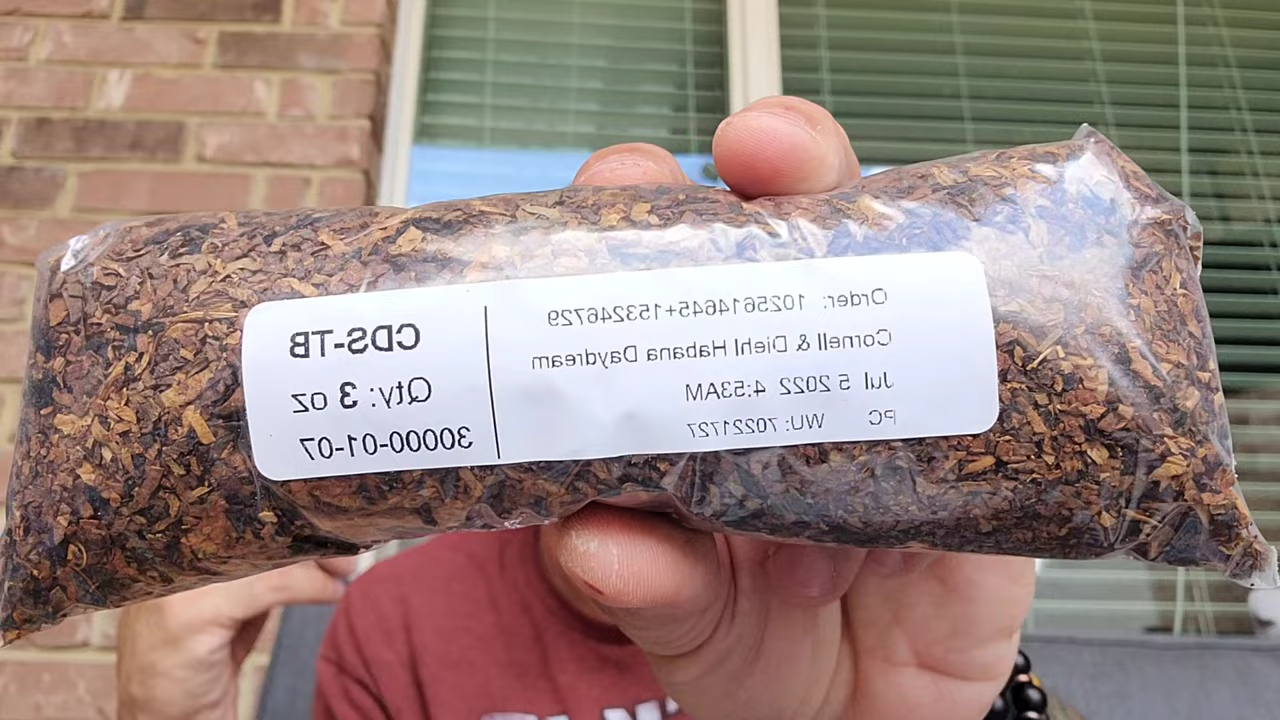 Order: 1025614645+153246729
Cornell & Diehl Habana Daydream
Jul 5 2022 4:53AM
PC WU: 70221727
CDS-TB
Qty: 3 oz
30000-01-07